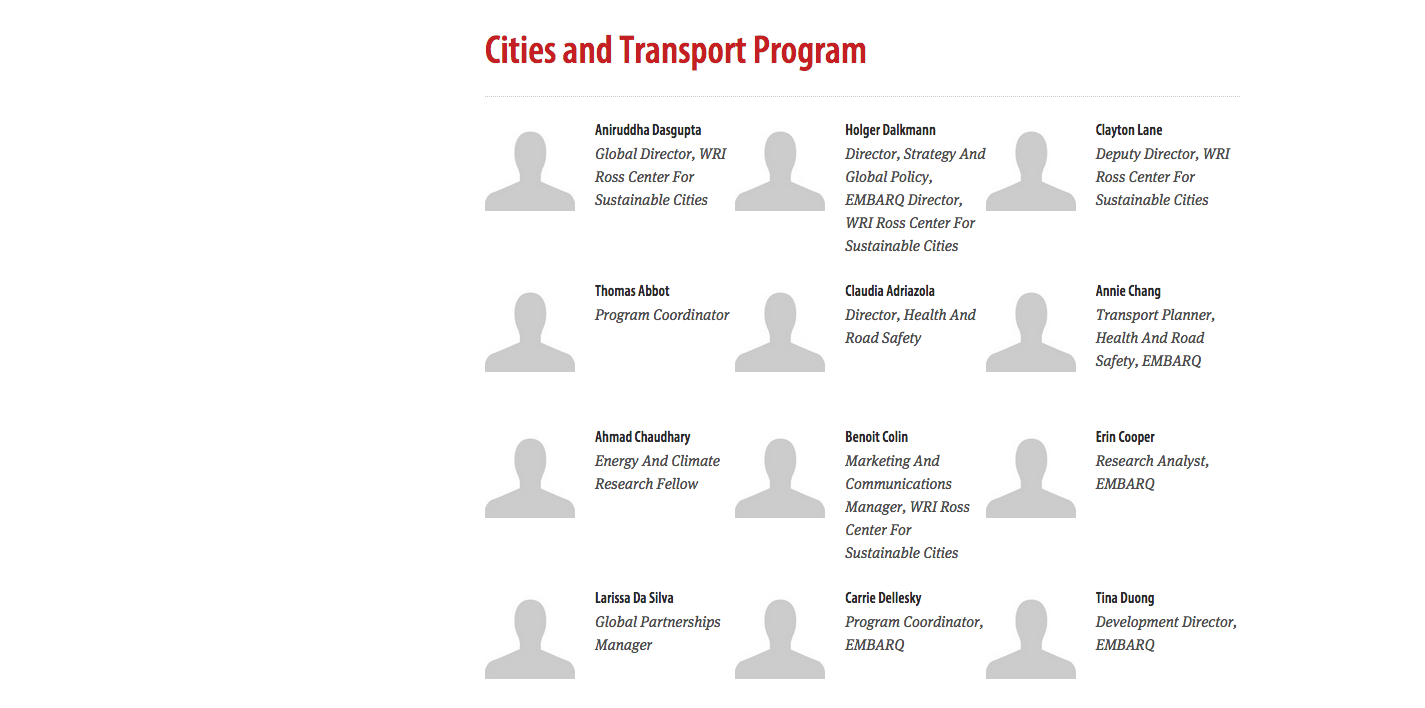 Cities and Transport Program
Aniruddha Dasgupta
Global Director, WRI
Ross Center For
Sustainable Cities
Holger Dalkmann
Director, Strategy And
Global Policy,
EMBARQ Director,
WRI Ross Center For
Sustainable Cities
Clayton Lane
Deputy Director, WRI
Ross Center For
Sustainable Cities
Thomas Abbot
Program Coordinator
Claudia Adriazola
Director, Health And
Road Safety
Annie Chang
Transport Planner,
Health And Road
Safety, EMBARQ
Ahmad Chaudhary
Energy And Climate
Research Fellow
Benoit Colin
Marketing And
Communications
Manager, WRI Ross
Center For
Sustainable Cities
Erin Cooper
Research Analyst,
EMBARQ
Larissa Da Silva
Global Partnerships
Manager
Carrie Dellesky
Program Coordinator,
EMBARQ
Tina Duong
Development Director,
EMBARQ